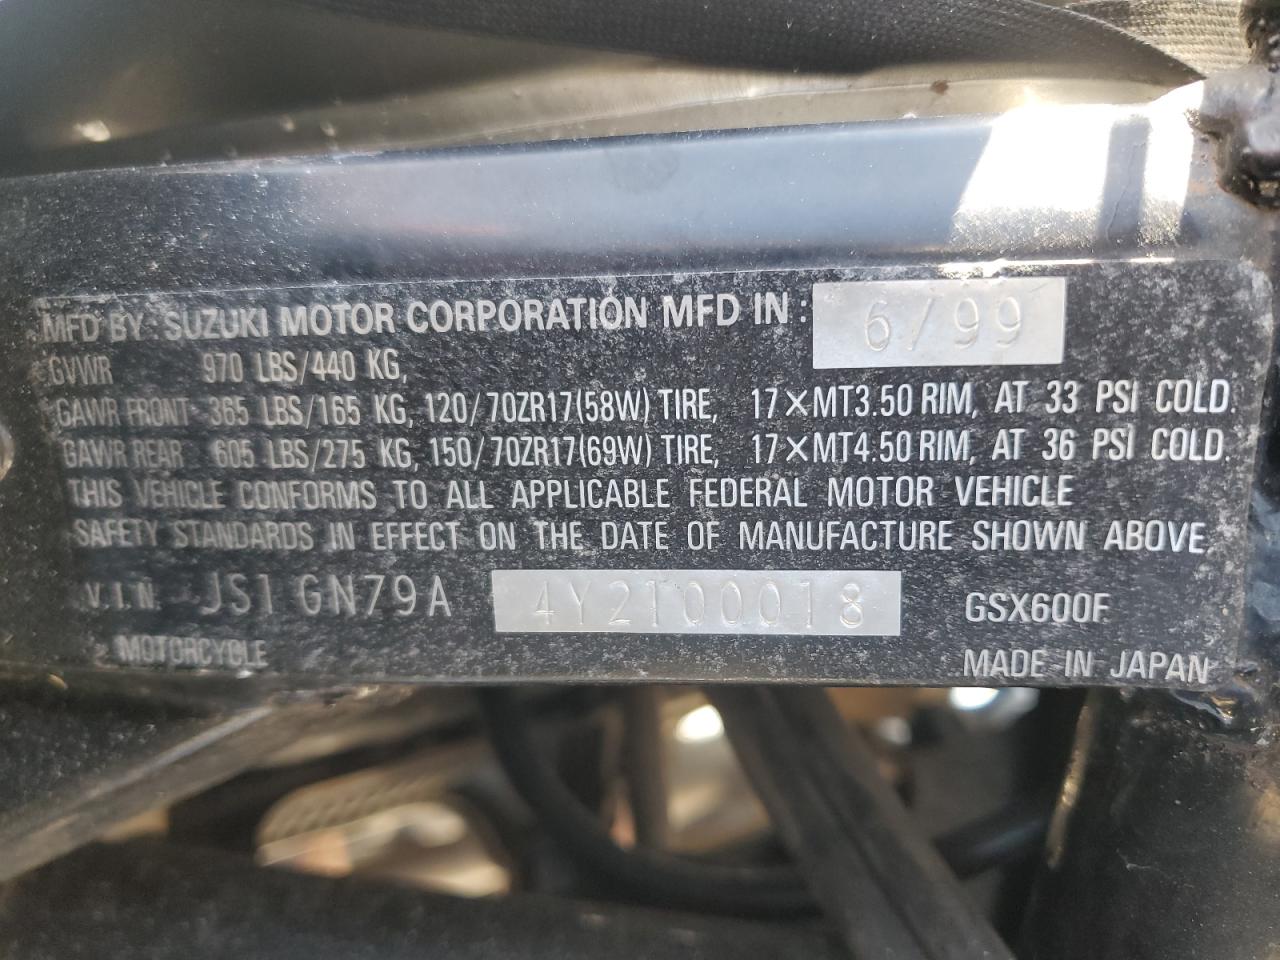 MFD BY: SUZUKI MOTOR CORPORATION MFD IN: 6/99
GVWR 970 LBS/440 KG,
GAWR FRONT 365 LBS/165 KG, 120/70ZR17(58W) TIRE, 17×MT3.50 RIM, AT 33 PSI COLD.
GAWR REAR 605 LBS/275 KG, 150/70ZR17(69W) TIRE, 17×MT4.50 RIM, AT 36 PSI COLD.
THIS VEHICLE CONFORMS TO ALL APPLICABLE FEDERAL MOTOR VEHICLE
SAFETY STANDARDS IN EFFECT ON THE DATE OF MANUFACTURE SHOWN ABOVE
V.I.N. JS1GN79A 4Y2100018 GSX600F
MOTORCYCLE MADE IN JAPAN